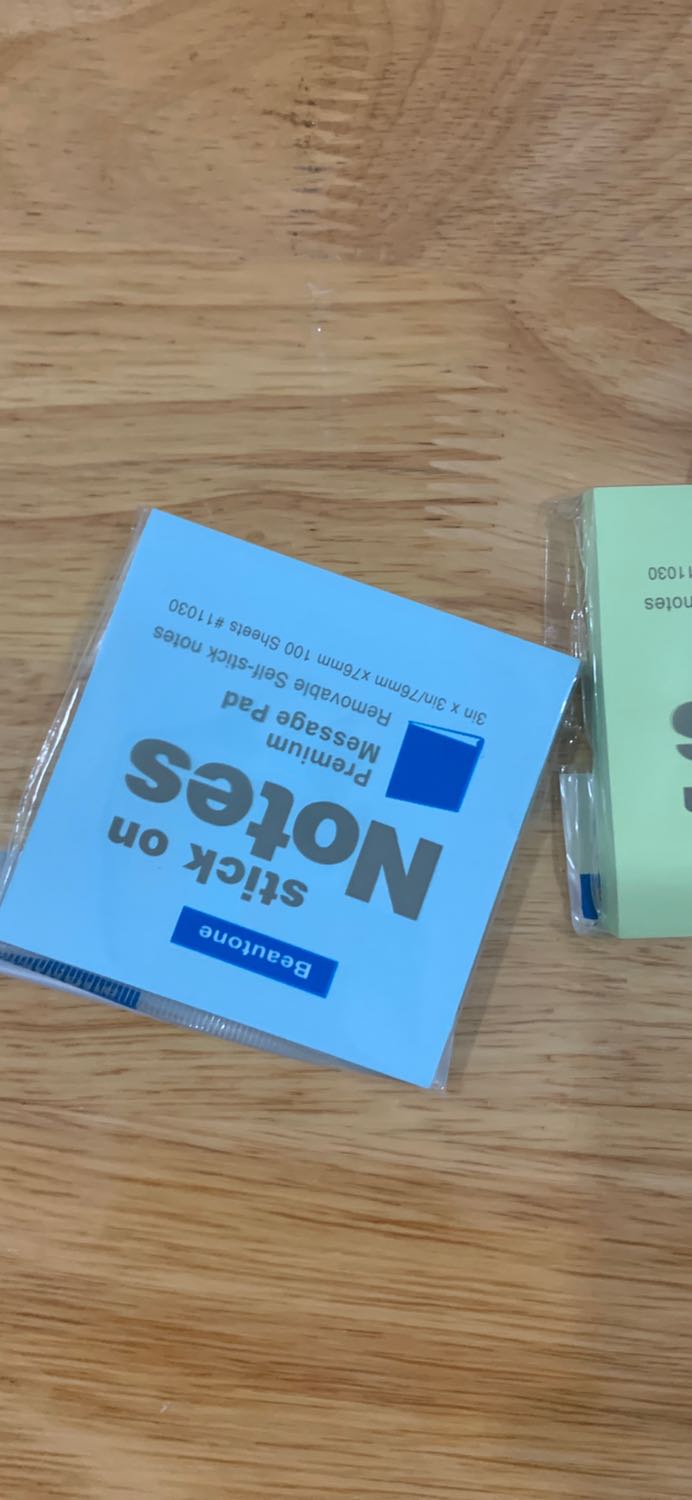 Beautone
stick on
Notes
Premium
Message Pad
Removable Self-stick notes
3in x 3in/76mm x76mm 100 Sheets #11030
notes
11030